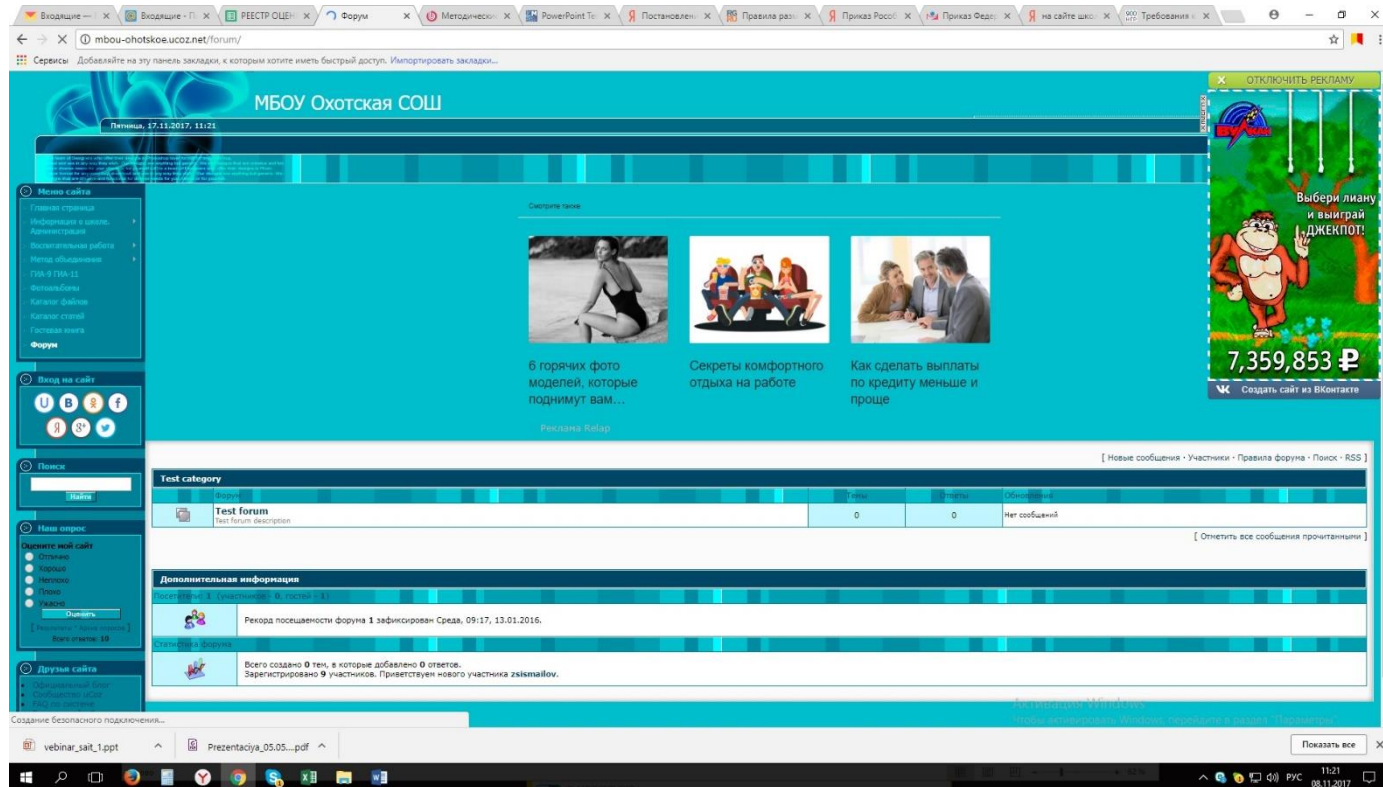 Входящие —
Входящие - П
РЕЕСТР ОЦЕН
Форум
Методически
PowerPoint Te
Постановлен
Правила разм
Приказ Рособ
Приказ Федер
на сайте шко
Требования к
mbou-ohotskoe.ucoz.net/forum/
Сервисы Добавляйте на эту панель закладки, к которым хотите иметь быстрый доступ. Импортировать закладки...
МБОУ Охотская СОШ
Пятница, 17.11.2017, 11:21
ОТКЛЮЧИТЬ РЕКЛАМУ
ВУЛКАН
Выбери лиану
и выиграй
ДЖЕКПОТ!
7,359,853 ₽
Создать сайт из ВКонтакте
Меню сайта
Главная страница
Информация о школе.
Администрация
Воспитательная работа
Метод объединение
ГИА-9 ГИА-11
Фотоальбомы
Каталог файлов
Каталог статей
Гостевая книга
Форум
Вход на сайт
Поиск
Найти
Наш опрос
Оцените мой сайт
Отлично
Хорошо
Неплохо
Плохо
Ужасно
Оценить
[ Результаты · Архив опросов ]
Всего ответов: 10
Друзья сайта
Официальный блог
Сообщество uCoz
FAQ по системе
Смотрите также
6 горячих фото
моделей, которые
поднимут вам...
Секреты комфортного
отдыха на работе
Как сделать выплаты
по кредиту меньше и
проще
Реклама Relap
[ Новые сообщения · Участники · Правила форума · Поиск · RSS ]
Test category
Форум Темы Ответы Обновления
Test forum 0 0 Нет сообщений
Test forum description
[ Отметить все сообщения прочитанными ]
Дополнительная информация
Посетители: 1 (участников - 0, гостей - 1)
Рекорд посещаемости форума 1 зафиксирован Среда, 09:17, 13.01.2016.
Статистика форума
Всего создано 0 тем, в которые добавлено 0 ответов.
Зарегистрировано 9 участников. Приветствуем нового участника zsismailov.
Активация Windows
Чтобы активировать Windows, перейдите в раздел "Параметры".
Создание безопасного подключения...
vebinar_sait_1.ppt
Prezentaciya_05.05....pdf
Показать все
РУС
11:21
08.11.2017